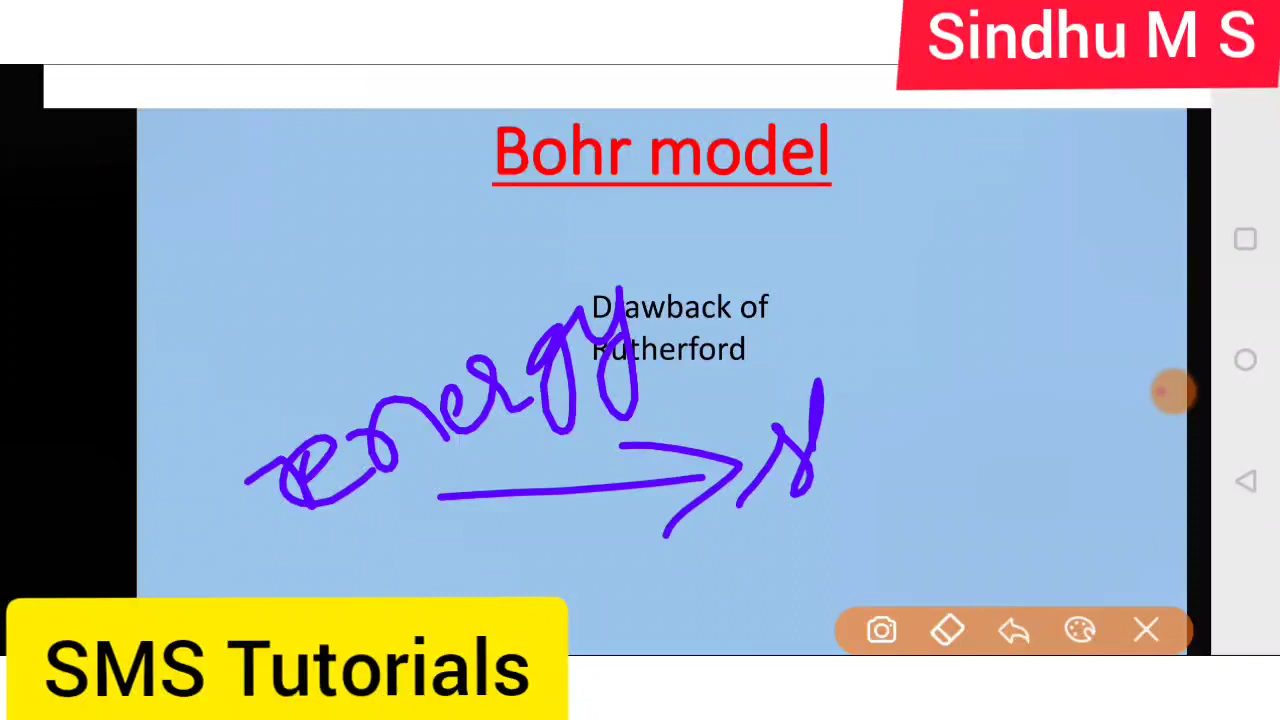 Sindhu M S
Bohr model
Drawback of
Rutherford
energy
SMS Tutorials